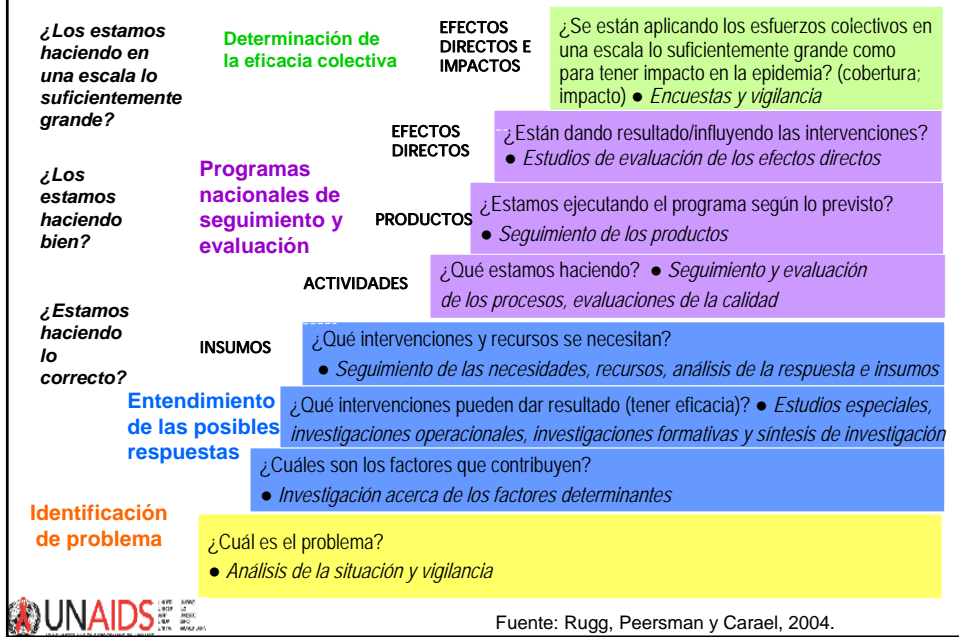 ¿Los estamos
haciendo en
una escala lo
suficientemente
grande?
Determinación de
la eficacia colectiva
EFECTOS
DIRECTOS E
IMPACTOS
¿Se están aplicando los esfuerzos colectivos en
una escala lo suficientemente grande como
para tener impacto en la epidemia? (cobertura;
impacto) ● Encuestas y vigilancia
¿Los
estamos
haciendo
bien?
Programas
nacionales de
seguimiento y
evaluación
EFECTOS
DIRECTOS
¿Están dando resultado/influyendo las intervenciones?
● Estudios de evaluación de los efectos directos
PRODUCTOS
¿Estamos ejecutando el programa según lo previsto?
● Seguimiento de los productos
ACTIVIDADES
¿Qué estamos haciendo? ● Seguimiento y evaluación
de los procesos, evaluaciones de la calidad
¿Estamos
haciendo
lo
correcto?
INSUMOS
¿Qué intervenciones y recursos se necesitan?
● Seguimiento de las necesidades, recursos, análisis de la respuesta e insumos
Entendimiento
de las posibles
respuestas
¿Qué intervenciones pueden dar resultado (tener eficacia)? ● Estudios especiales,
investigaciones operacionales, investigaciones formativas y síntesis de investigación
¿Cuáles son los factores que contribuyen?
● Investigación acerca de los factores determinantes
Identificación
de problema
¿Cuál es el problema?
● Análisis de la situación y vigilancia
UNAIDS
Fuente: Rugg, Peersman y Carael, 2004.